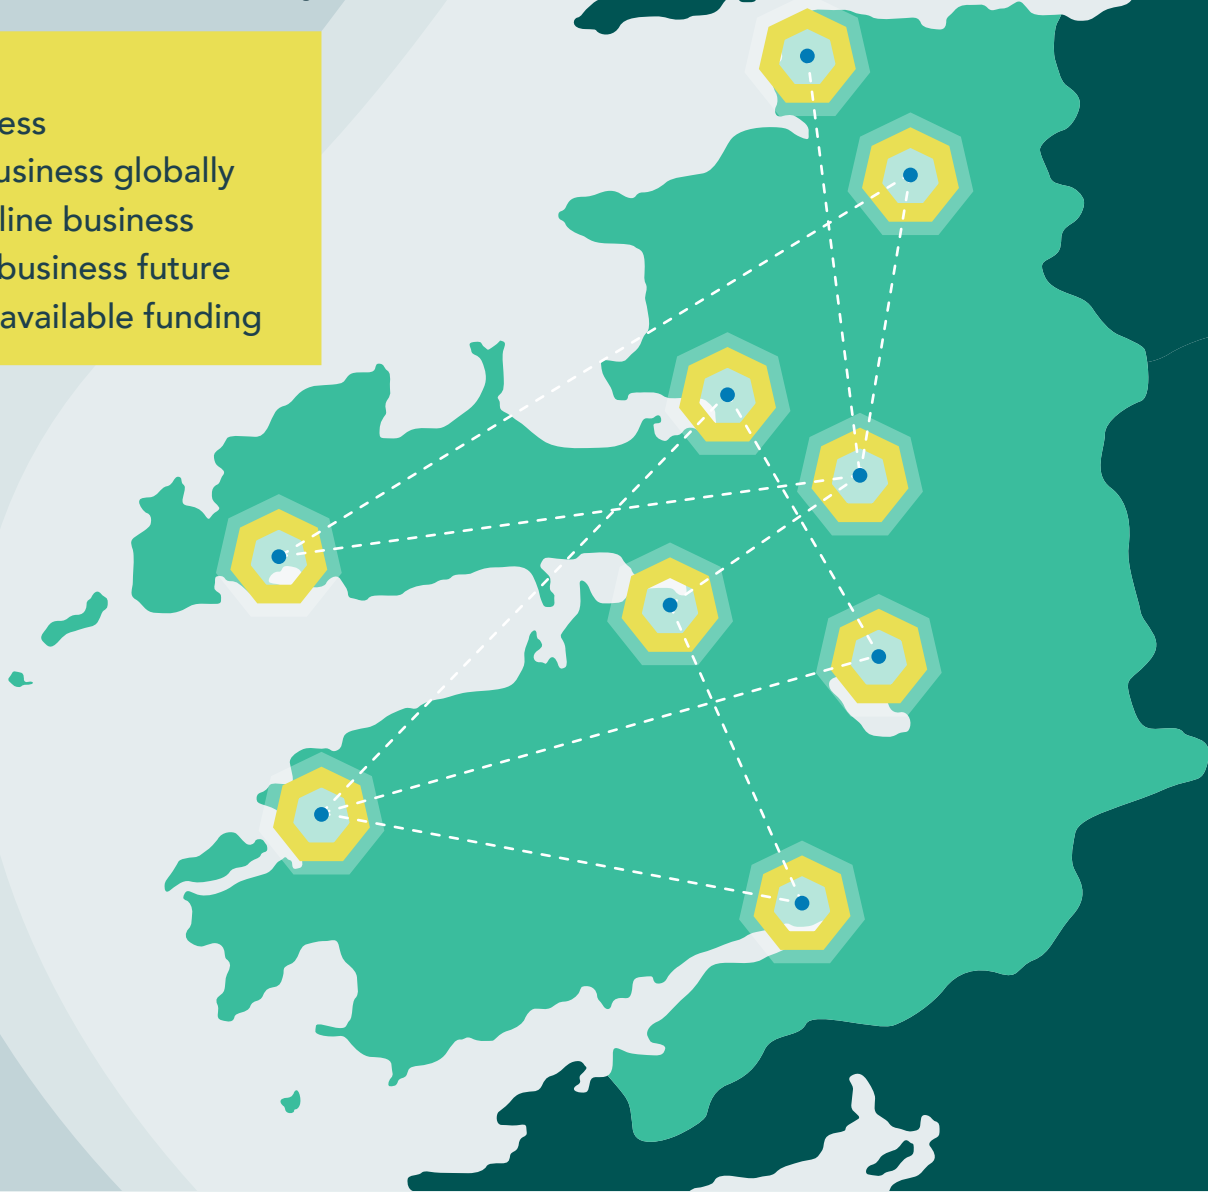 ess
usiness globally
line business
business future
available funding